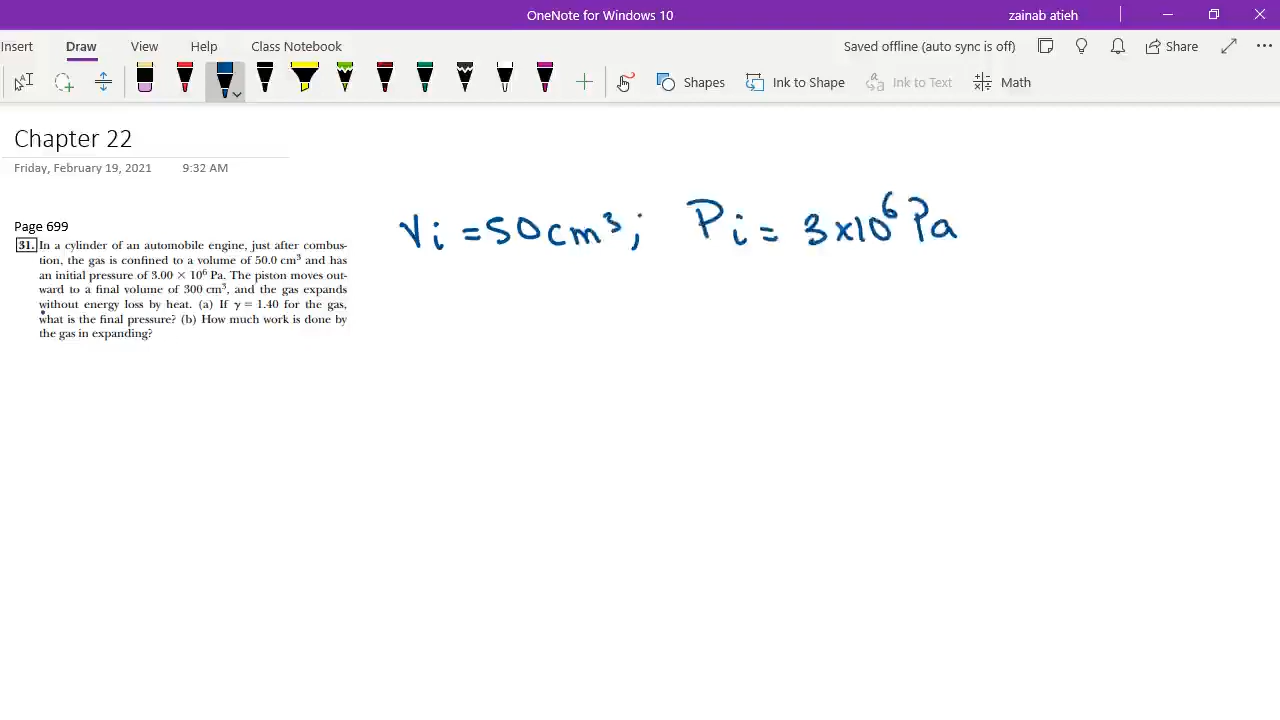 OneNote for Windows 10
zainab atieh
Insert Draw View Help Class Notebook
Saved offline (auto sync is off) Share
Shapes Ink to Shape Ink to Text Math
Chapter 22
Friday, February 19, 2021 9:32 AM
Page 699
31. In a cylinder of an automobile engine, just after combus-
tion, the gas is confined to a volume of 50.0 cm³ and has
an initial pressure of 3.00 × 10⁶ Pa. The piston moves out-
ward to a final volume of 300 cm³, and the gas expands
without energy loss by heat. (a) If γ = 1.40 for the gas,
what is the final pressure? (b) How much work is done by
the gas in expanding?
Vi = 50 cm³; Pi = 3×10⁶ Pa